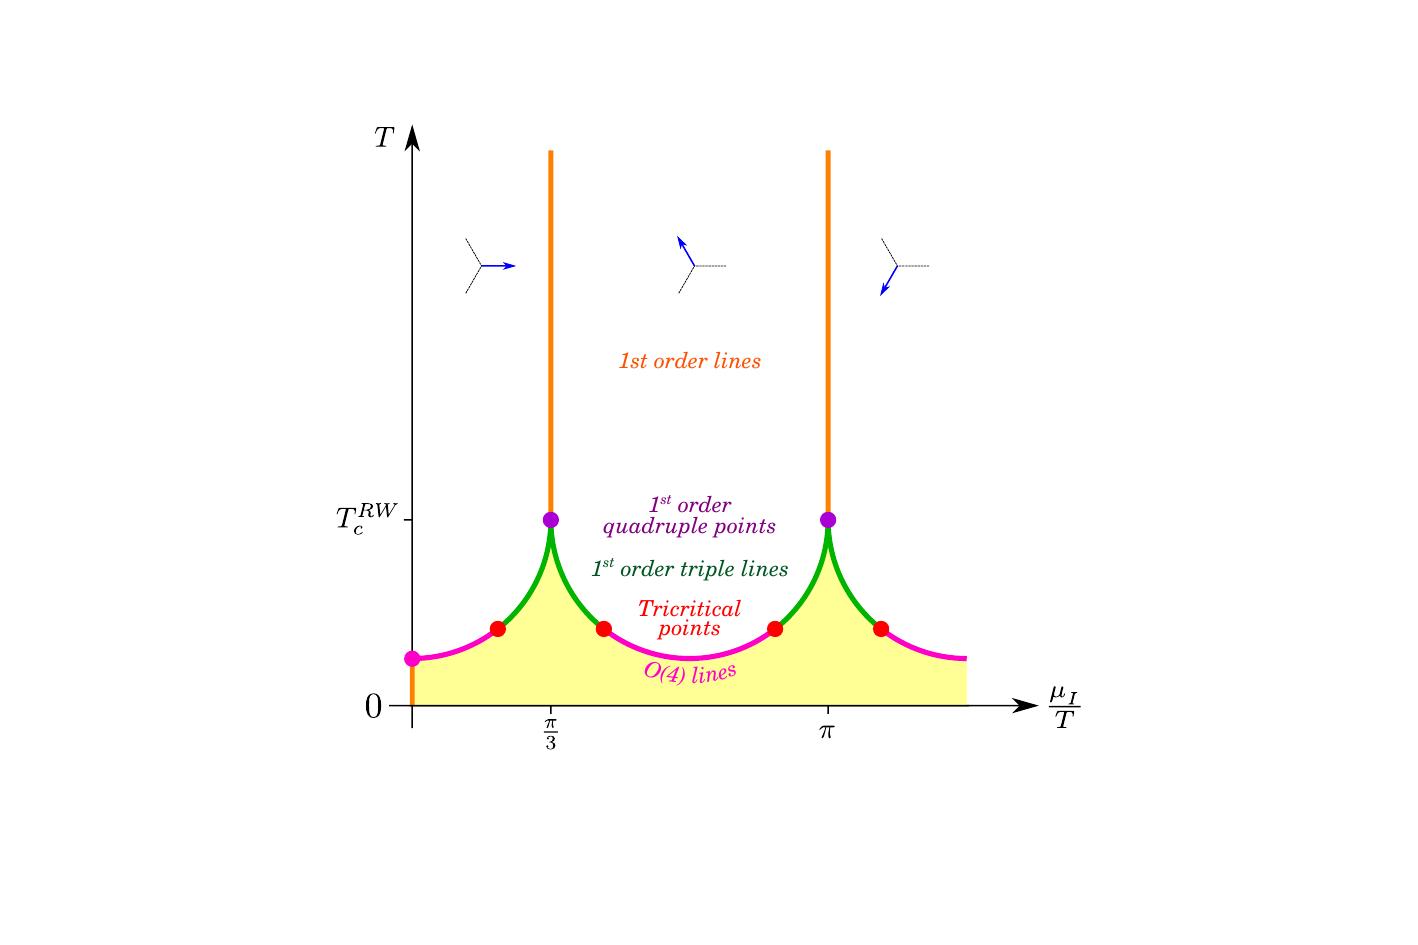 T
1st order lines
T_c^{RW}
1^{st} order
quadruple points
1^{st} order triple lines
Tricritical
points
O(4) lines
0
μ_I
T
π
3
π